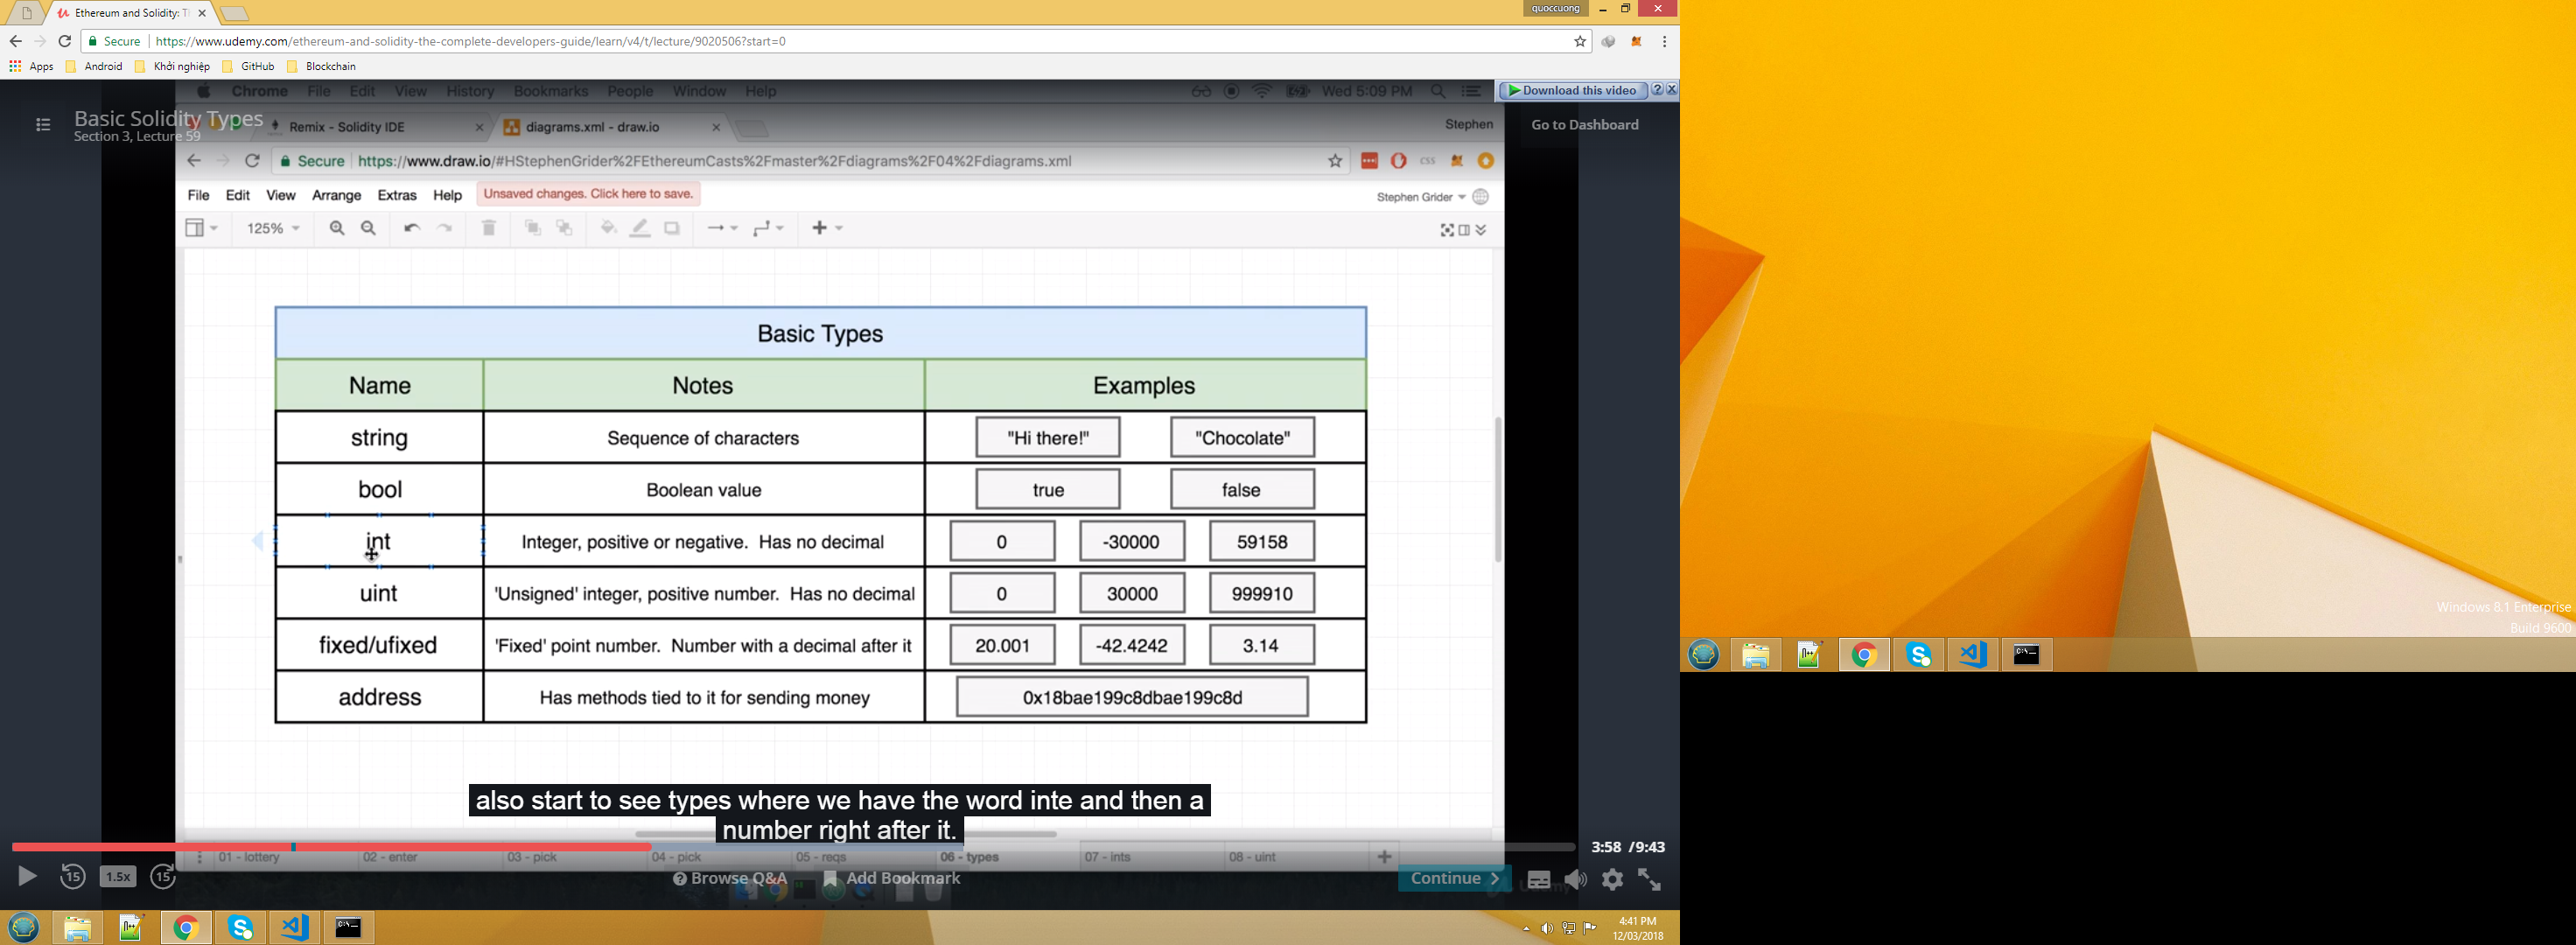 Ethereum and Solidity: T
quoccuong
Secure https://www.udemy.com/ethereum-and-solidity-the-complete-developers-guide/learn/v4/t/lecture/9020506?start=0
Apps Android Khởi nghiệp GitHub Blockchain
Chrome File Edit View History Bookmarks People Window Help
Wed 5:09 PM
Download this video
Basic Solidity Types
Section 3, Lecture 59
Remix - Solidity IDE
diagrams.xml - draw.io
Stephen
Go to Dashboard
Secure https://www.draw.io/#HStephenGrider%2FEthereumCasts%2Fmaster%2Fdiagrams%2F04%2Fdiagrams.xml
CSS
File Edit View Arrange Extras Help Unsaved changes. Click here to save.
Stephen Grider
125%
Basic Types
Name Notes Examples
string Sequence of characters "Hi there!" "Chocolate"
bool Boolean value true false
int Integer, positive or negative. Has no decimal 0 -30000 59158
uint 'Unsigned' integer, positive number. Has no decimal 0 30000 999910
fixed/ufixed 'Fixed' point number. Number with a decimal after it 20.001 -42.4242 3.14
address Has methods tied to it for sending money 0x18bae199c8dbae199c8d
also start to see types where we have the word inte and then a
number right after it.
3:58 / 9:43
01 - lottery 02 - enter 03 - pick 04 - pick 05 - reqs 06 - types 07 - ints 08 - uint
15 1.5x 15
Browse Q&A Add Bookmark
Continue
4:41 PM
12/03/2018
Windows 8.1 Enterprise
Build 9600